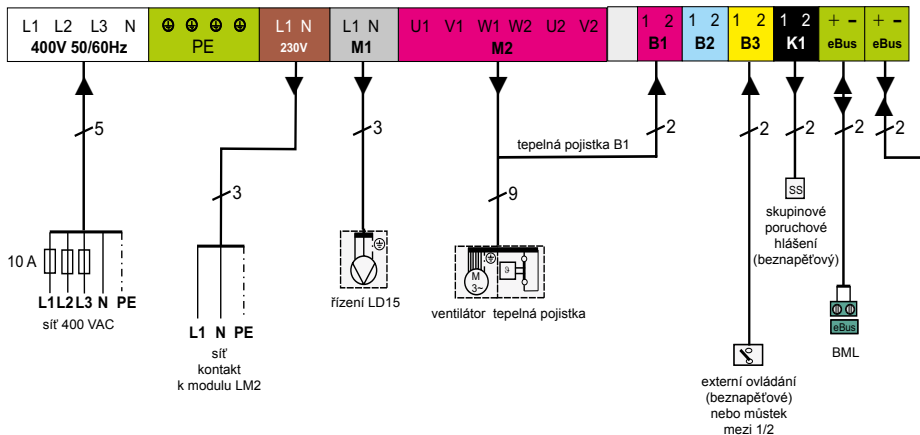 L1 L2 L3 N
400V 50/60Hz
PE
L1 N
230V
L1 N
M1
U1 V1 W1 W2 U2 V2
M2
1 2
B1
1 2
B2
1 2
B3
1 2
K1
+ -
eBus
+ -
eBus
5
3
2
2
2
2
2
tepelná pojistka B1
3
9
SS
skupinové
poruchové
hlášení
(beznapěťový)
10 A
L1 L2 L3 N PE
síť 400 VAC
M
3~
ϑ
řízení LD15
ventilátor tepelná pojistka
L1 N PE
síť
kontakt
k modulu LM2
eBus
BML
externí ovládání
(beznapěťové)
nebo můstek
mezi 1/2